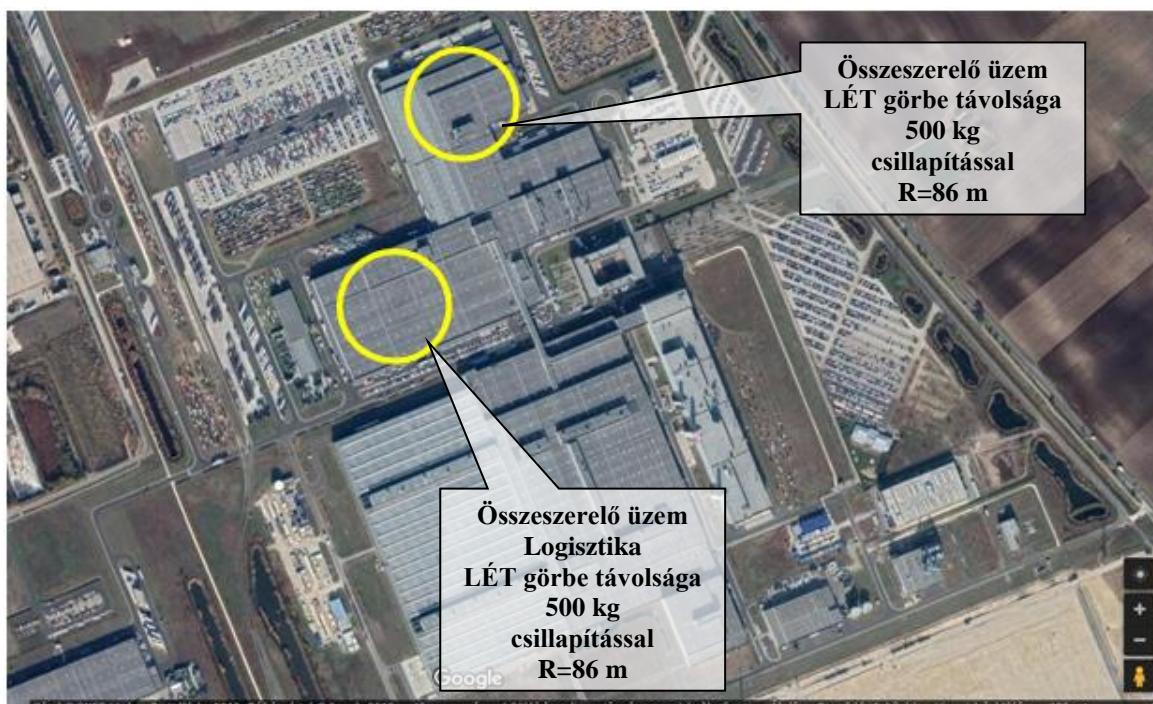 Összeszerelő üzem
LÉT görbe távolsága
500 kg
csillapítással
R=86 m
Összeszerelő üzem
Logisztika
LÉT görbe távolsága
500 kg
csillapítással
R=86 m
Google